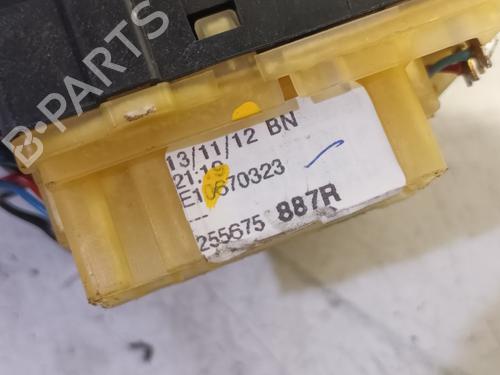 B-PARTS
13/11/12 BN
21:19
E10670323
---
255675 887R